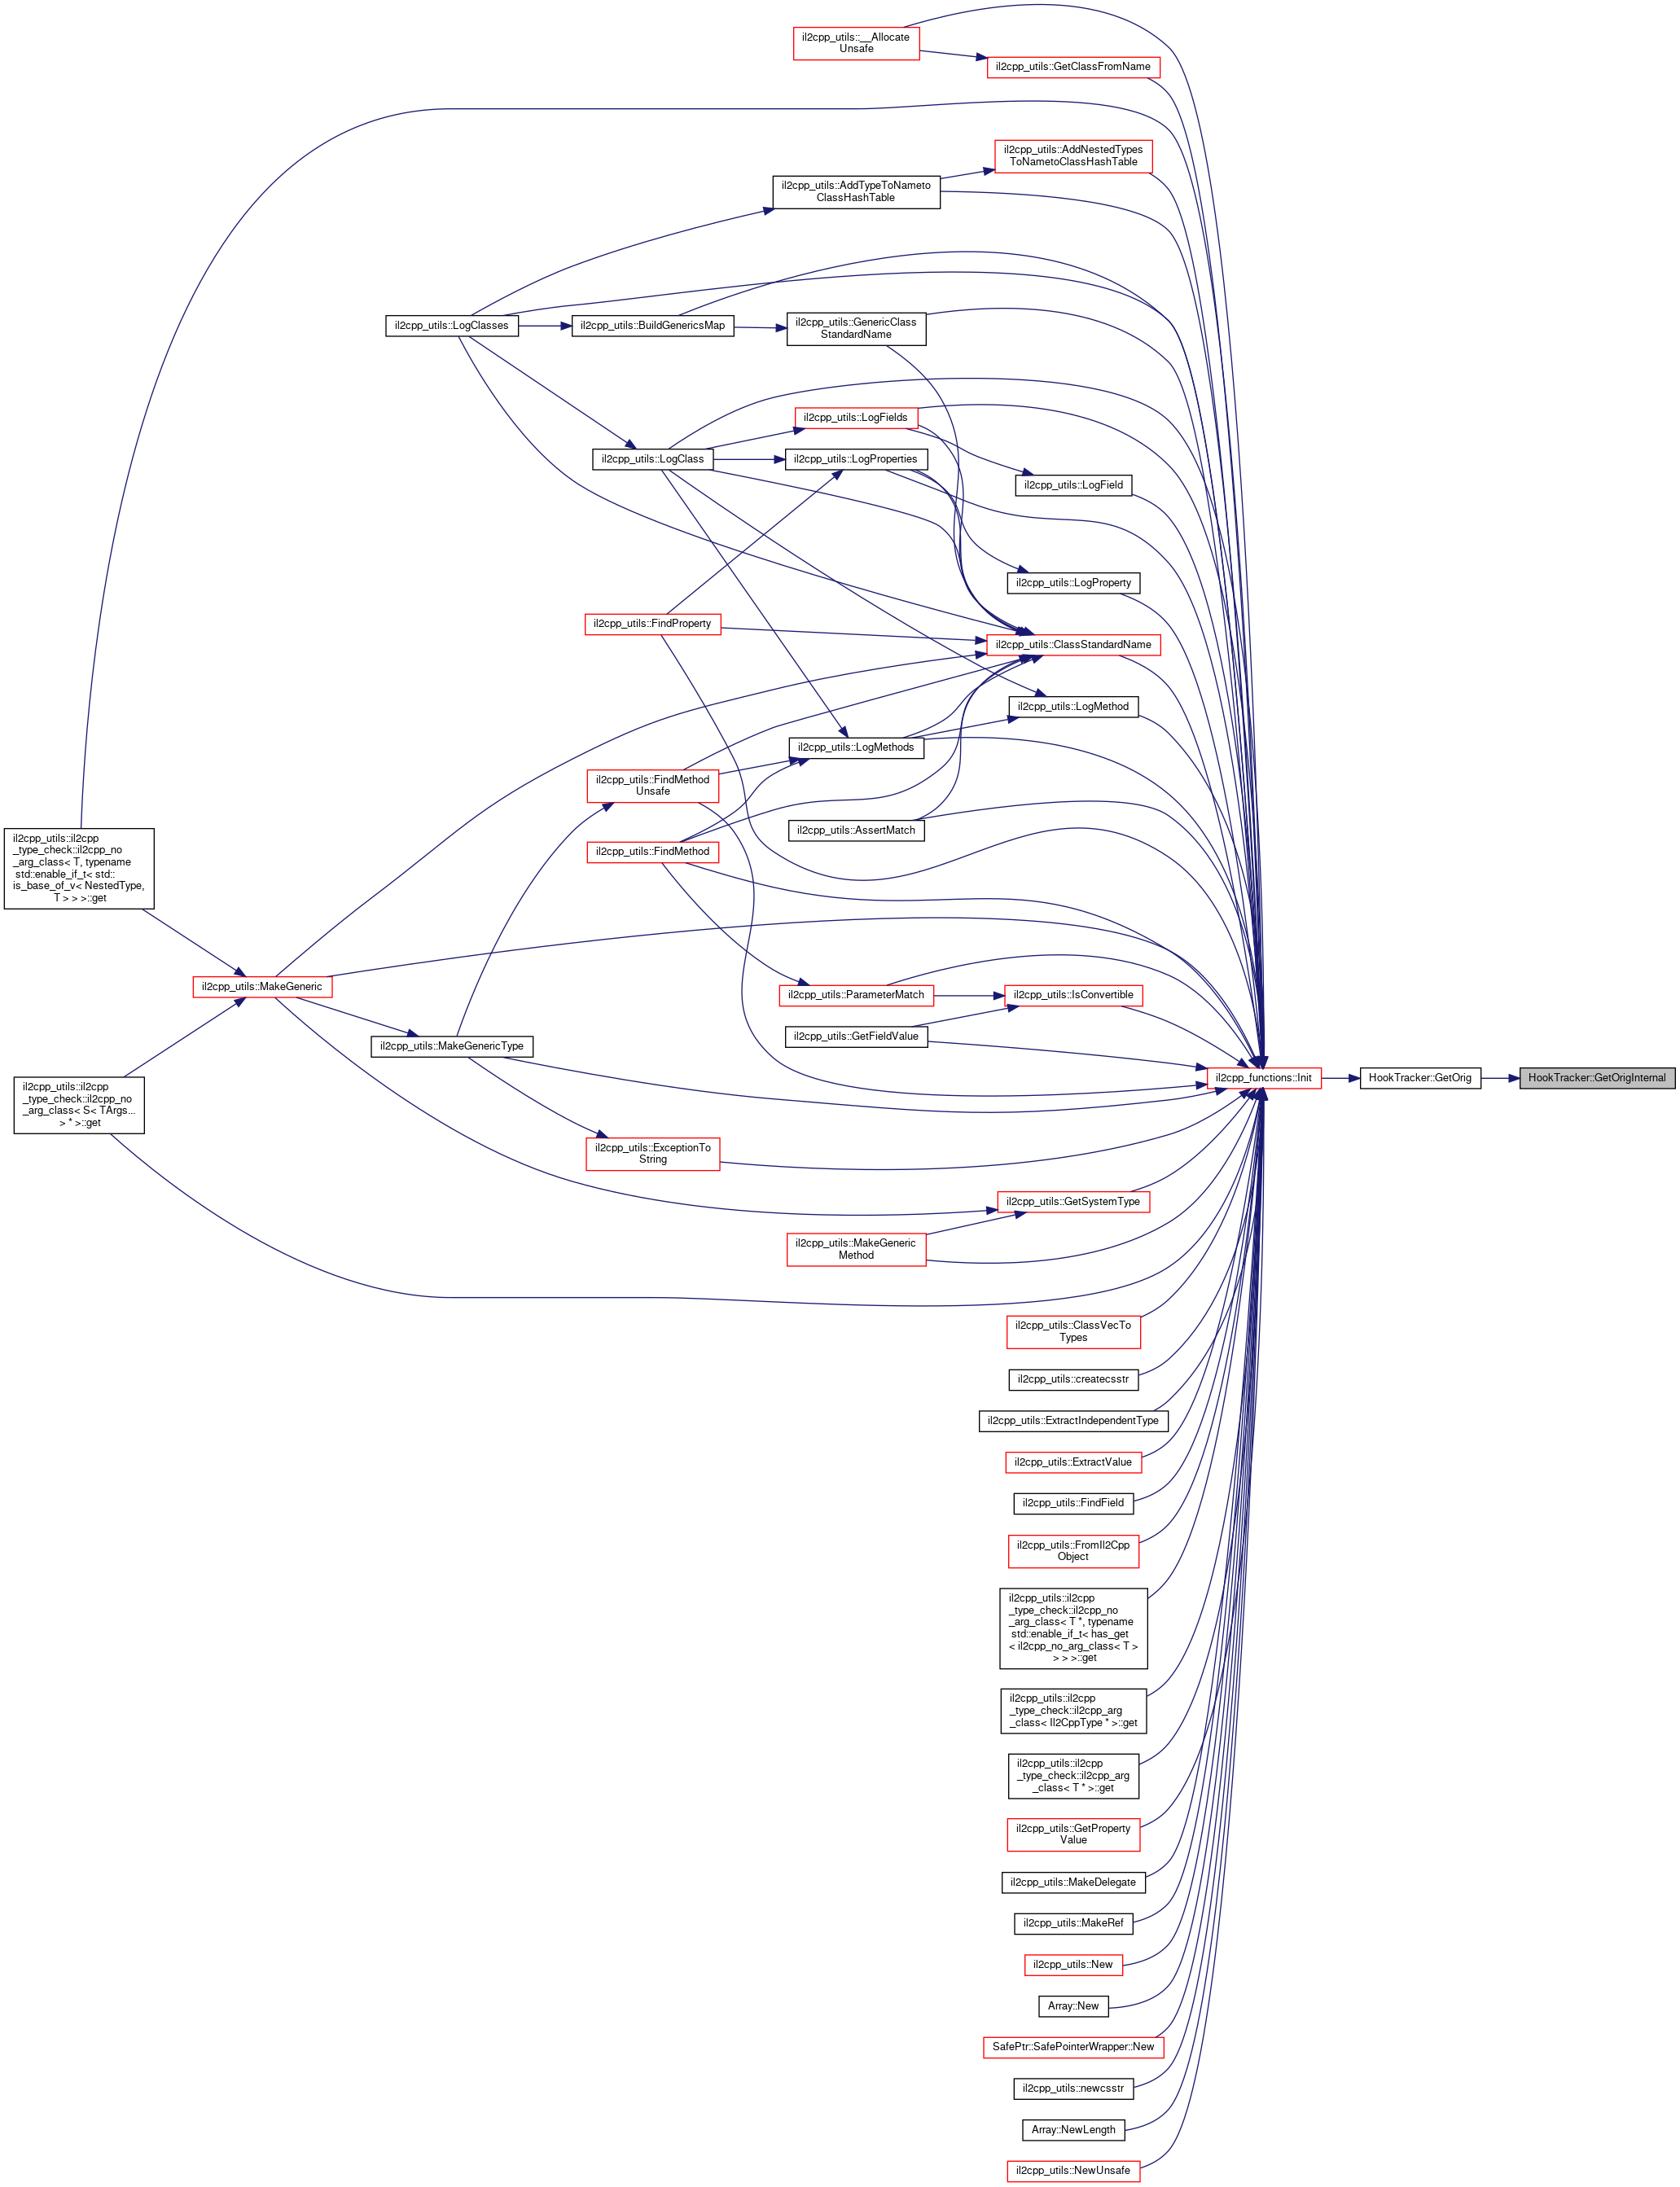 il2cpp_utils::__Allocate
Unsafe
il2cpp_utils::GetClassFromName
il2cpp_utils::AddNestedTypes
ToNametoClassHashTable
il2cpp_utils::AddTypeToNameto
ClassHashTable
il2cpp_utils::LogClasses
il2cpp_utils::BuildGenericsMap
il2cpp_utils::GenericClass
StandardName
il2cpp_utils::LogFields
il2cpp_utils::LogClass
il2cpp_utils::LogProperties
il2cpp_utils::LogField
il2cpp_utils::LogProperty
il2cpp_utils::FindProperty
il2cpp_utils::ClassStandardName
il2cpp_utils::LogMethod
il2cpp_utils::LogMethods
il2cpp_utils::FindMethod
Unsafe
il2cpp_utils::AssertMatch
il2cpp_utils::FindMethod
il2cpp_utils::il2cpp
_type_check::il2cpp_no
_arg_class< T, typename
std::enable_if_t< std::
is_base_of_v< NestedType,
T > > >::get
il2cpp_utils::MakeGeneric
il2cpp_utils::ParameterMatch
il2cpp_utils::IsConvertible
il2cpp_utils::GetFieldValue
il2cpp_utils::MakeGenericType
il2cpp_functions::Init
HookTracker::GetOrig
HookTracker::GetOrigInternal
il2cpp_utils::il2cpp
_type_check::il2cpp_no
_arg_class< S< TArgs...
> * >::get
il2cpp_utils::ExceptionTo
String
il2cpp_utils::GetSystemType
il2cpp_utils::MakeGeneric
Method
il2cpp_utils::ClassVecTo
Types
il2cpp_utils::createcsstr
il2cpp_utils::ExtractIndependentType
il2cpp_utils::ExtractValue
il2cpp_utils::FindField
il2cpp_utils::FromIl2Cpp
Object
il2cpp_utils::il2cpp
_type_check::il2cpp_no
_arg_class< T *, typename
std::enable_if_t< has_get
< il2cpp_no_arg_class< T >
> > >::get
il2cpp_utils::il2cpp
_type_check::il2cpp_arg
_class< Il2CppType * >::get
il2cpp_utils::il2cpp
_type_check::il2cpp_arg
_class< T * >::get
il2cpp_utils::GetProperty
Value
il2cpp_utils::MakeDelegate
il2cpp_utils::MakeRef
il2cpp_utils::New
Array::New
SafePtr::SafePointerWrapper::New
il2cpp_utils::newcsstr
Array::NewLength
il2cpp_utils::NewUnsafe